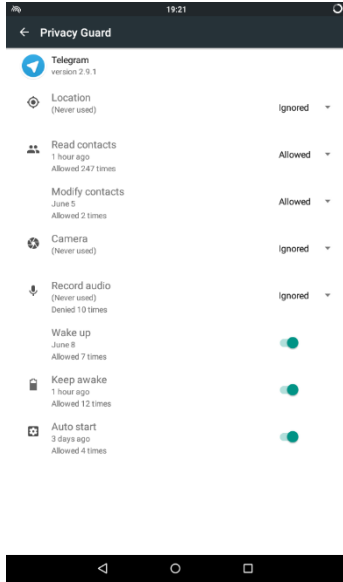 19:21
Privacy Guard
Telegram
version 2.9.1
Location
(Never used)
Ignored
Read contacts
1 hour ago
Allowed 247 times
Allowed
Modify contacts
June 5
Allowed 2 times
Allowed
Camera
(Never used)
Ignored
Record audio
(Never used)
Denied 10 times
Ignored
Wake up
June 8
Allowed 7 times
Keep awake
1 hour ago
Allowed 12 times
Auto start
3 days ago
Allowed 4 times